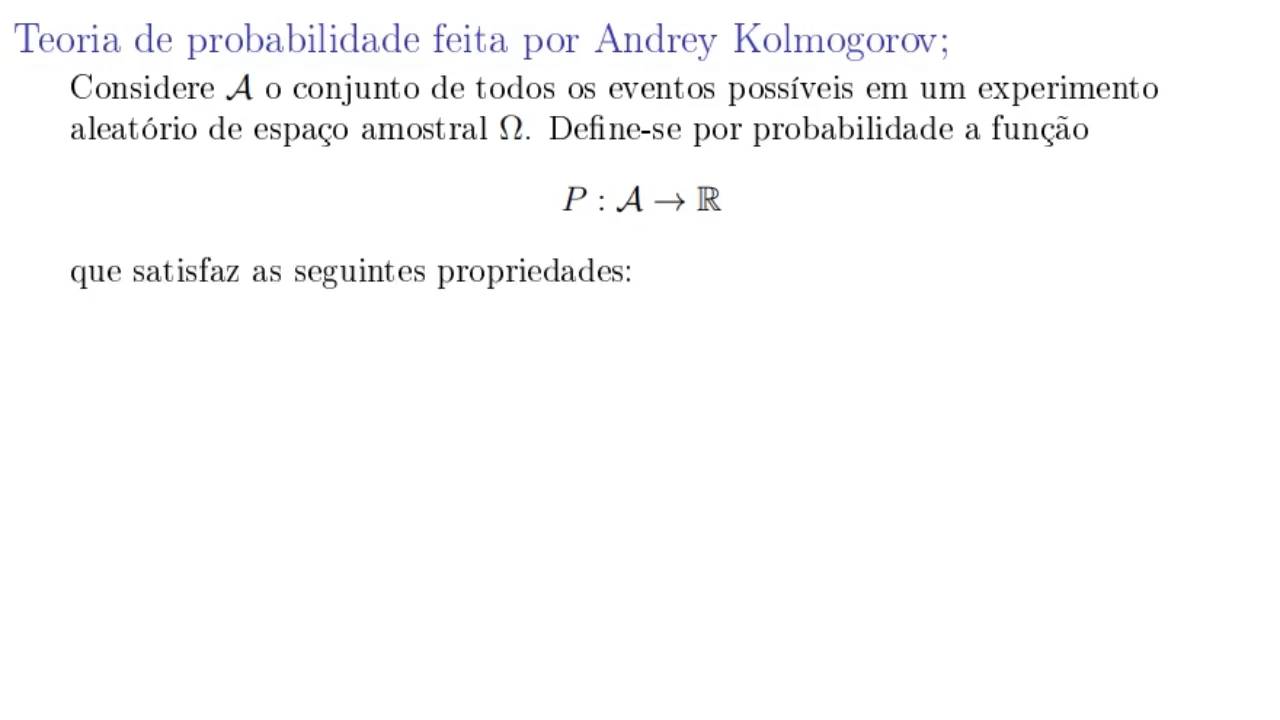 Teoria de probabilidade feita por Andrey Kolmogorov;
Considere 𝒜 o conjunto de todos os eventos possíveis em um experimento
aleatório de espaço amostral Ω. Define-se por probabilidade a função
P : 𝒜 → ℝ
que satisfaz as seguintes propriedades: